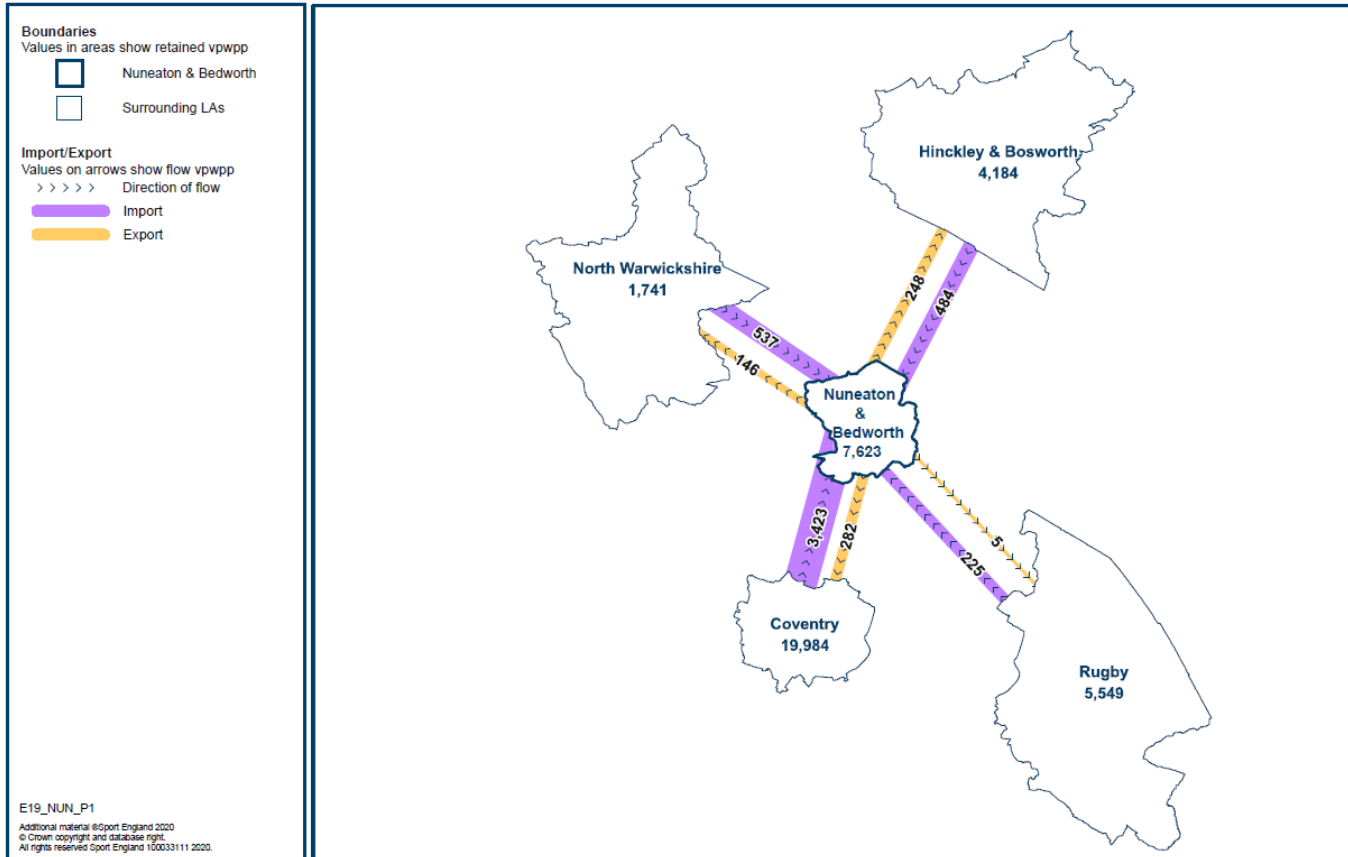 Boundaries
Values in areas show retained vpwpp
Nuneaton & Bedworth
Surrounding LAs
Import/Export
Values on arrows show flow vpwpp
Direction of flow
Import
Export
E19_NUN_P1
Additional material @Sport England 2020
© Crown copyright and database right.
All rights reserved Sport England 100033111 2020.
Hinckley & Bosworth
4,184
North Warwickshire
1,741
248
484
537
146
Nuneaton
&
Bedworth
7,623
3,423
282
5
225
Coventry
19,984
Rugby
5,549